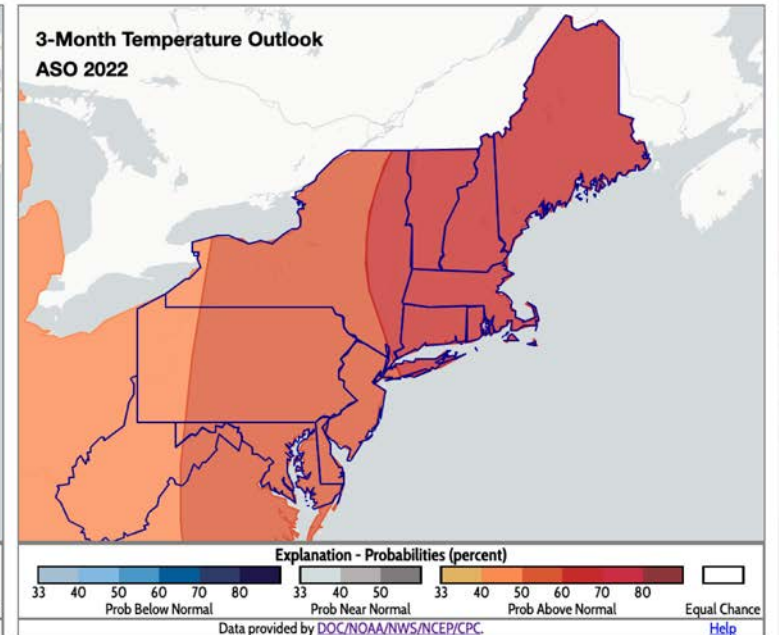 3-Month Temperature Outlook
ASO 2022
Explanation - Probabilities (percent)
33 40 50 60 70 80 33 40 50 60 33 40 50 60 70 80
Prob Below Normal Prob Near Normal Prob Above Normal Equal Chance
Data provided by DOC/NOAA/NWS/NCEP/CPC. Help